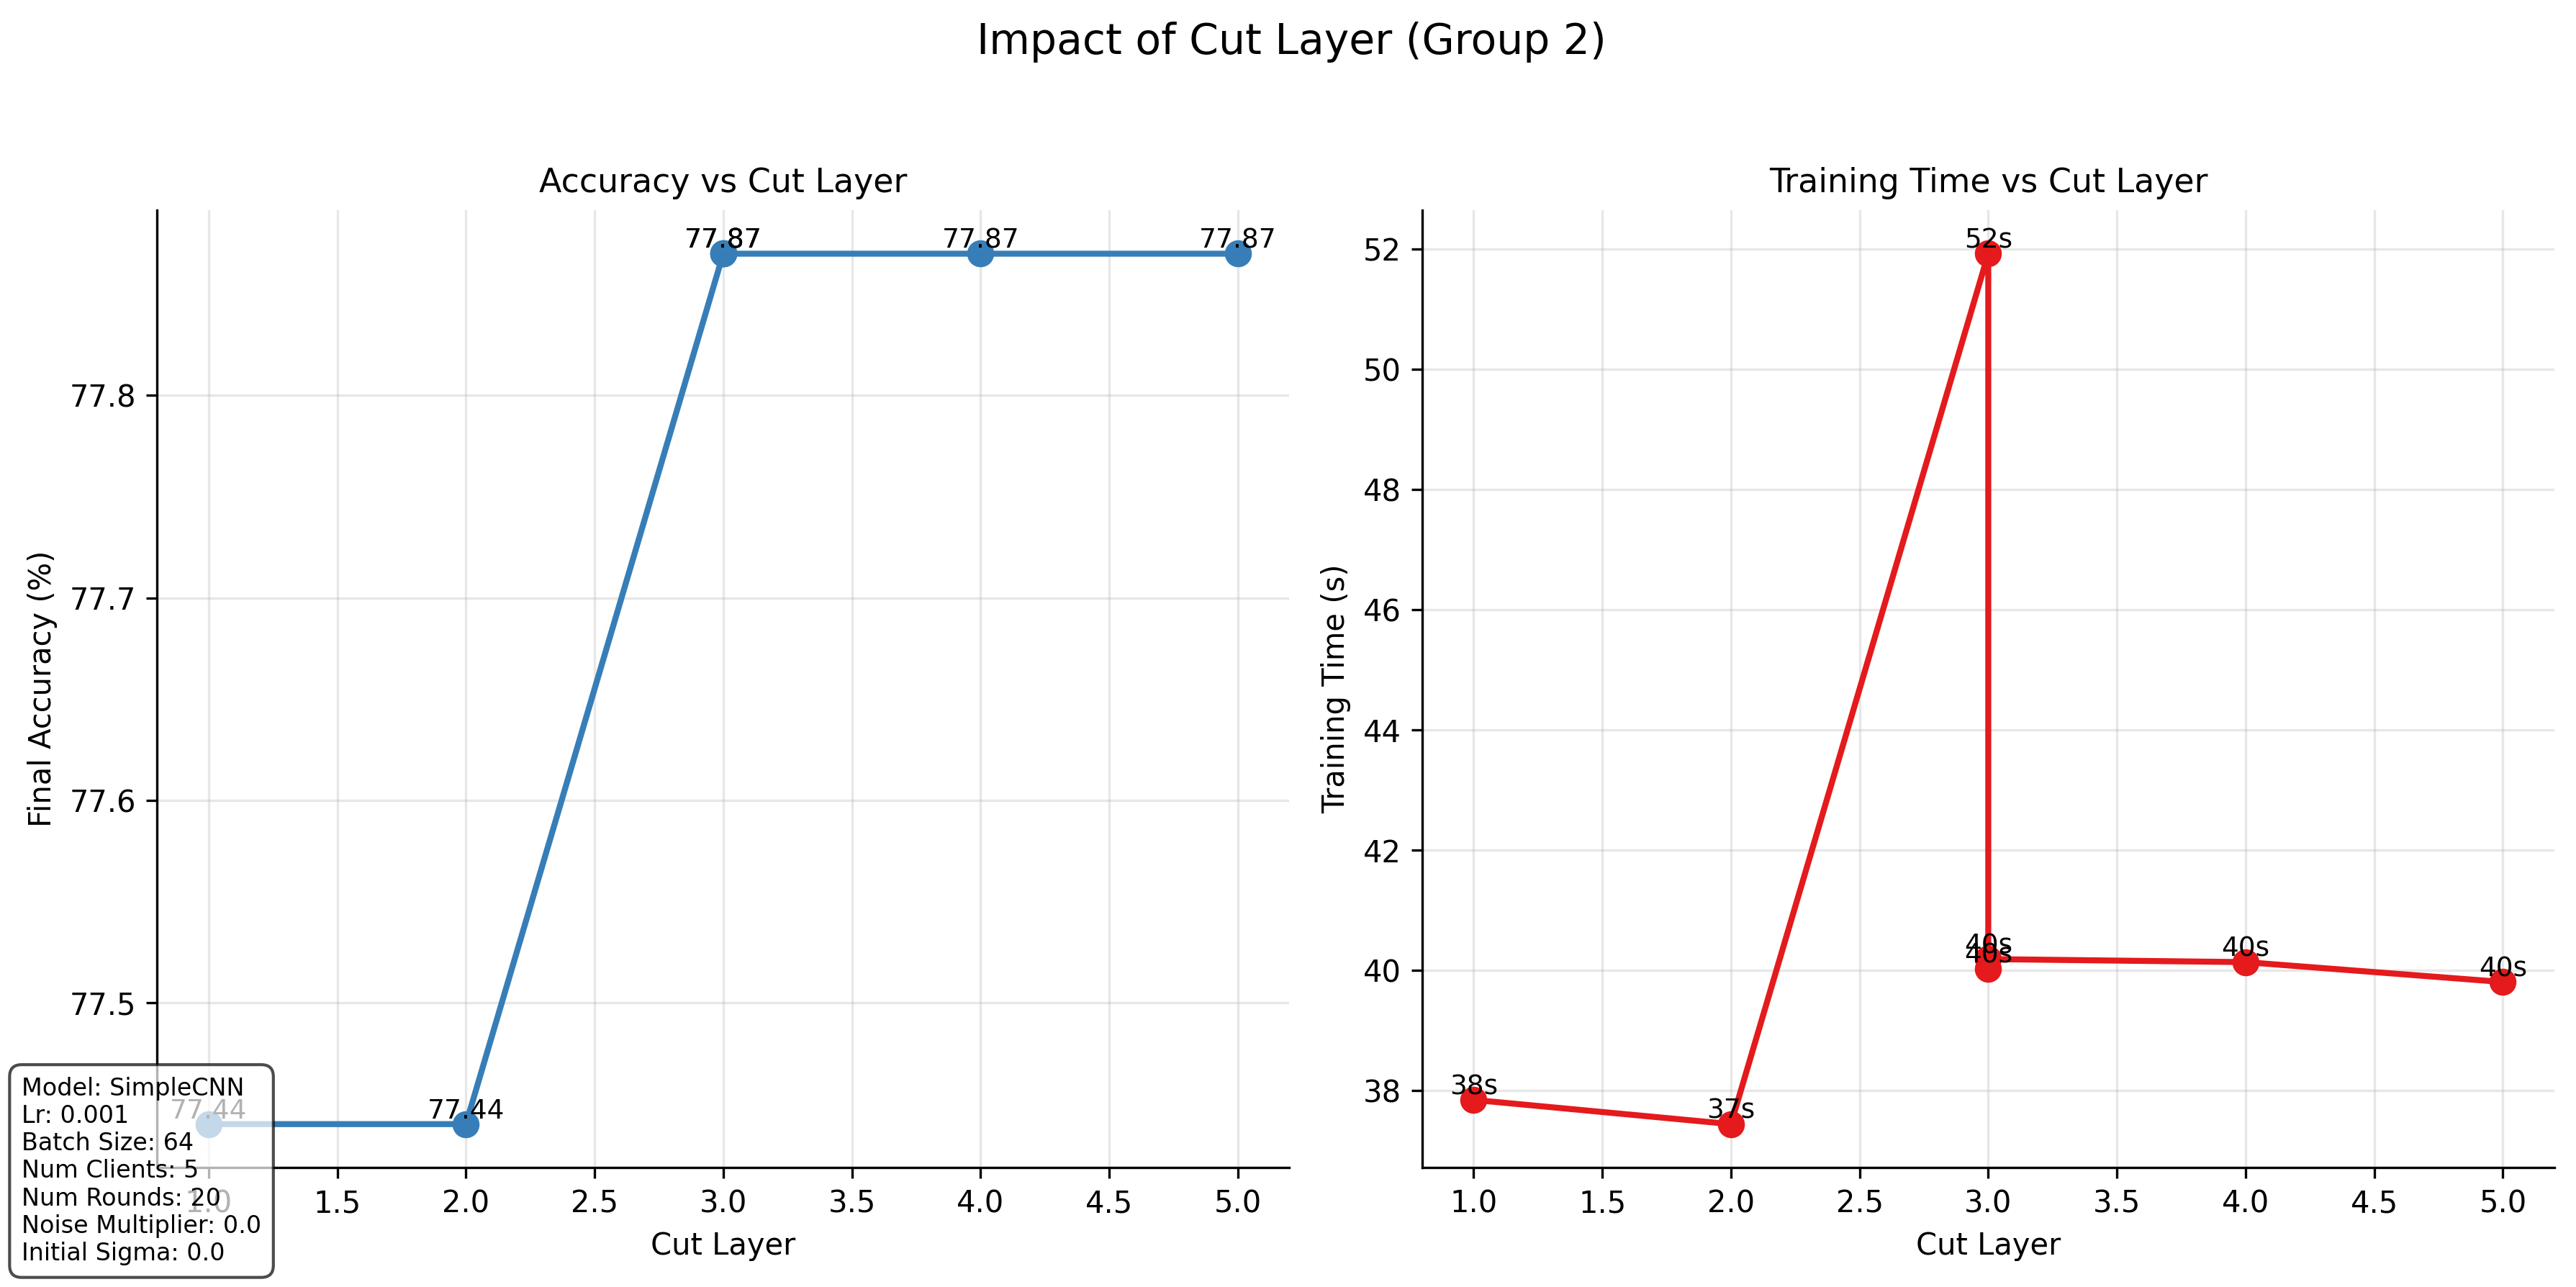 Impact of Cut Layer (Group 2)
Accuracy vs Cut Layer
77.87 77.87 77.87
77.8
77.7
77.6
77.5
77.44 77.44
Final Accuracy (%)
1.0 1.5 2.0 2.5 3.0 3.5 4.0 4.5 5.0
Cut Layer
Model: SimpleCNN
Lr: 0.001
Batch Size: 64
Num Clients: 5
Num Rounds: 20
Noise Multiplier: 0.0
Initial Sigma: 0.0
Training Time vs Cut Layer
52
50
48
46
44
42
40
38
Training Time (s)
52s
40s
40s 40s 40s
38s 37s
1.0 1.5 2.0 2.5 3.0 3.5 4.0 4.5 5.0
Cut Layer